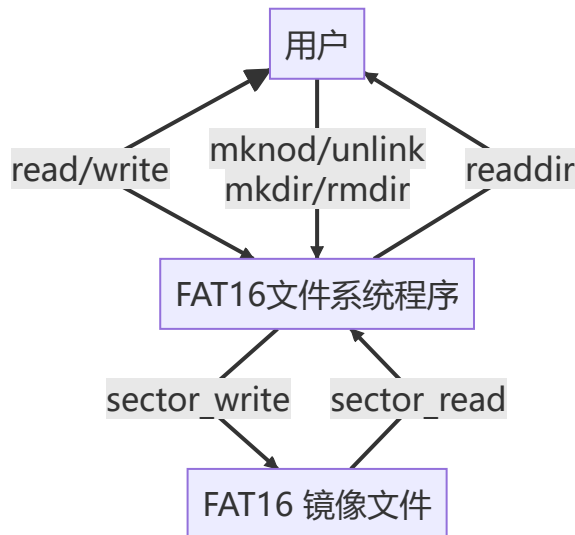 用户
read/write
mknod/unlink
mkdir/rmdir
readdir
FAT16文件系统程序
sector_write
sector_read
FAT16 镜像文件